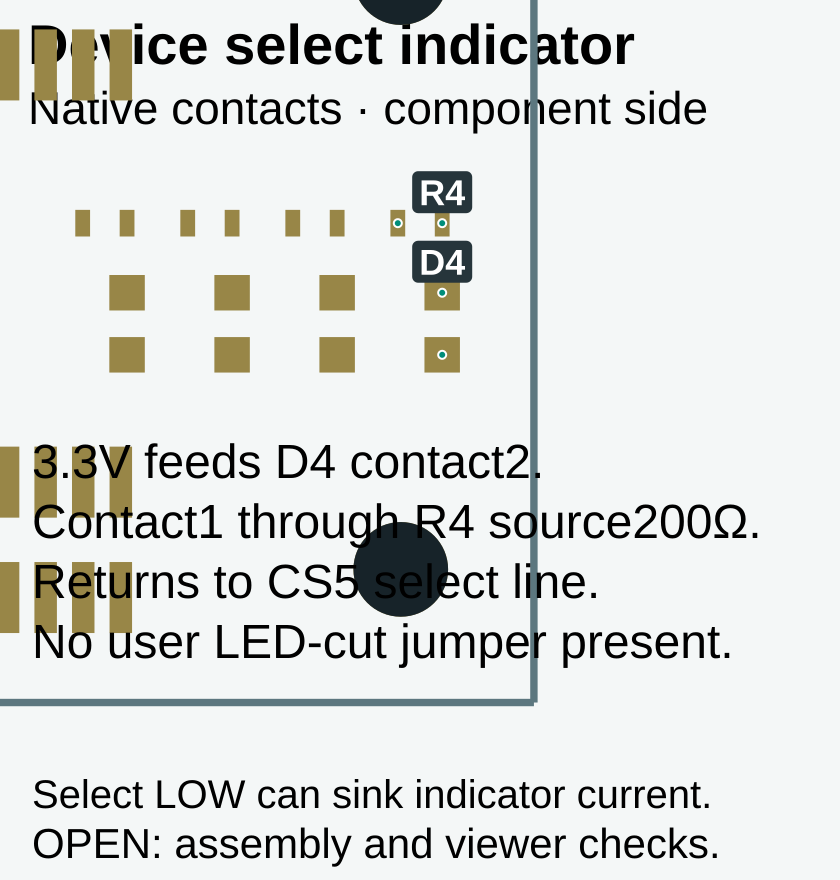 Device select indicator
Native contacts · component side
R4
D4
3.3V feeds D4 contact2.
Contact1 through R4 source200Ω.
Returns to CS5 select line.
No user LED-cut jumper present.
Select LOW can sink indicator current.
OPEN: assembly and viewer checks.